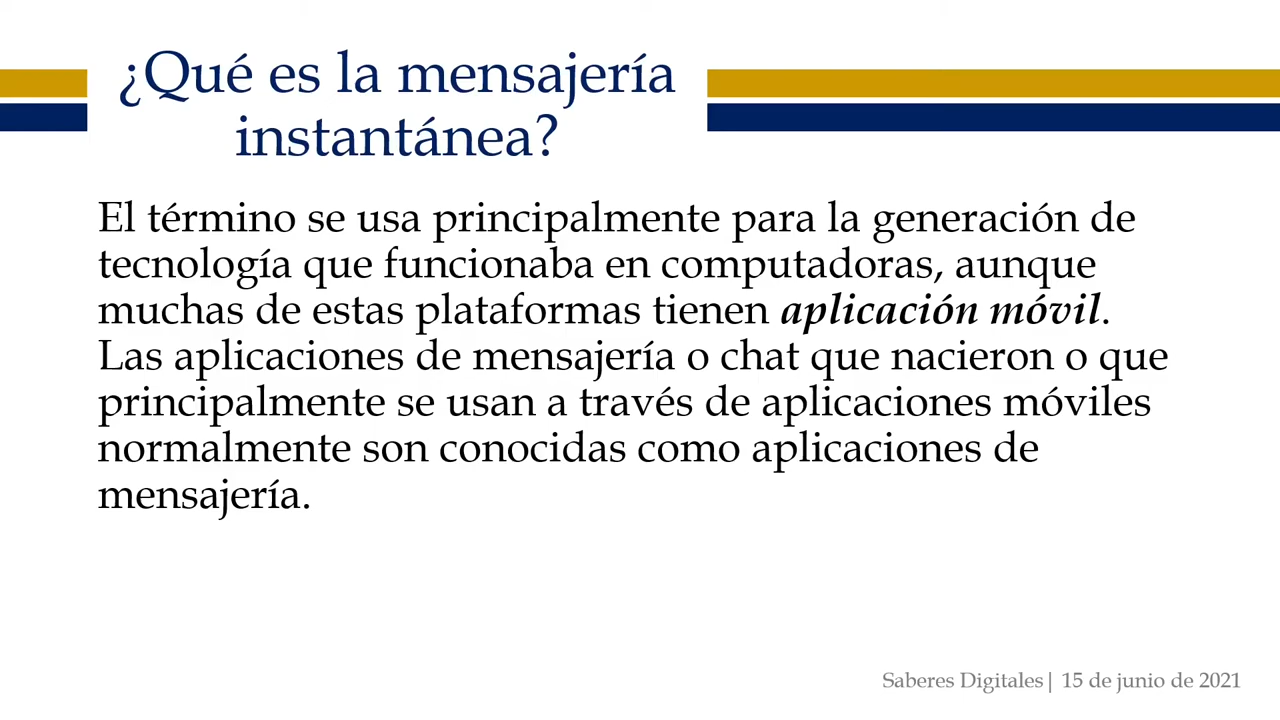 ¿Qué es la mensajería
instantánea?
El término se usa principalmente para la generación de
tecnología que funcionaba en computadoras, aunque
muchas de estas plataformas tienen aplicación móvil.
Las aplicaciones de mensajería o chat que nacieron o que
principalmente se usan a través de aplicaciones móviles
normalmente son conocidas como aplicaciones de
mensajería.
Saberes Digitales| 15 de junio de 2021